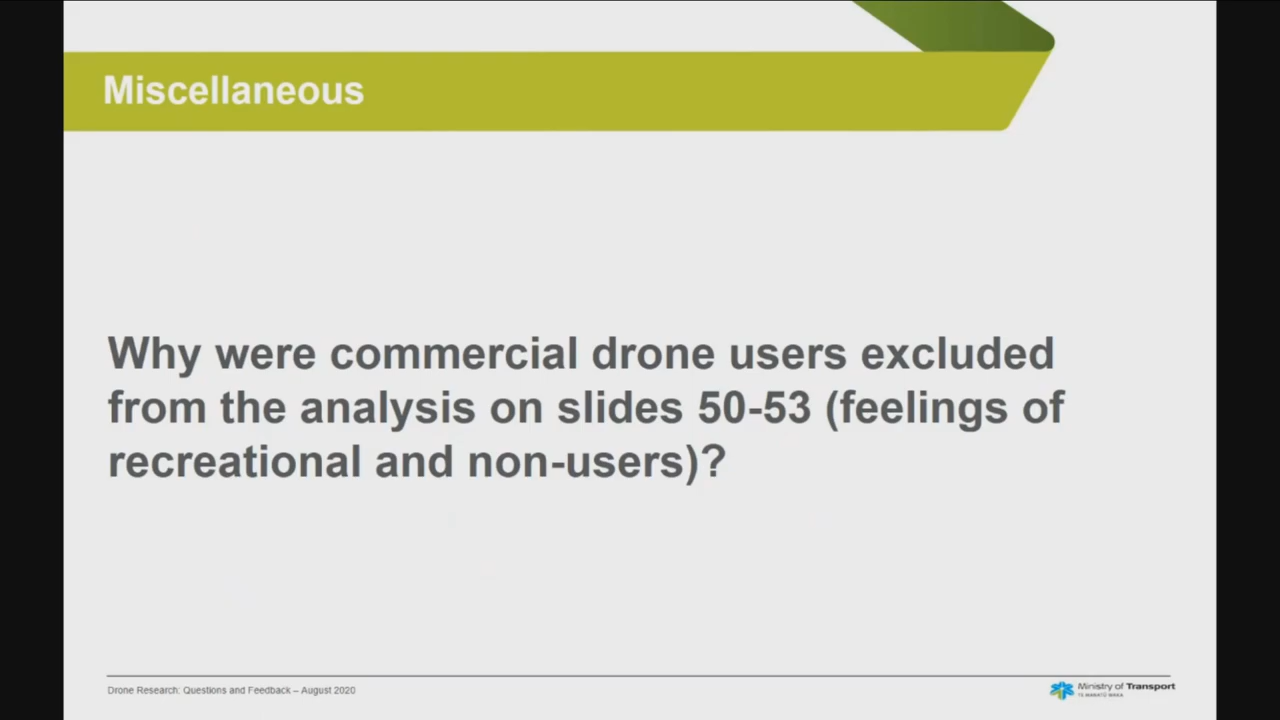 Miscellaneous
Why were commercial drone users excluded
from the analysis on slides 50-53 (feelings of
recreational and non-users)?
Drone Research: Questions and Feedback – August 2020
Ministry of Transport
TE MANATŪ WAKA